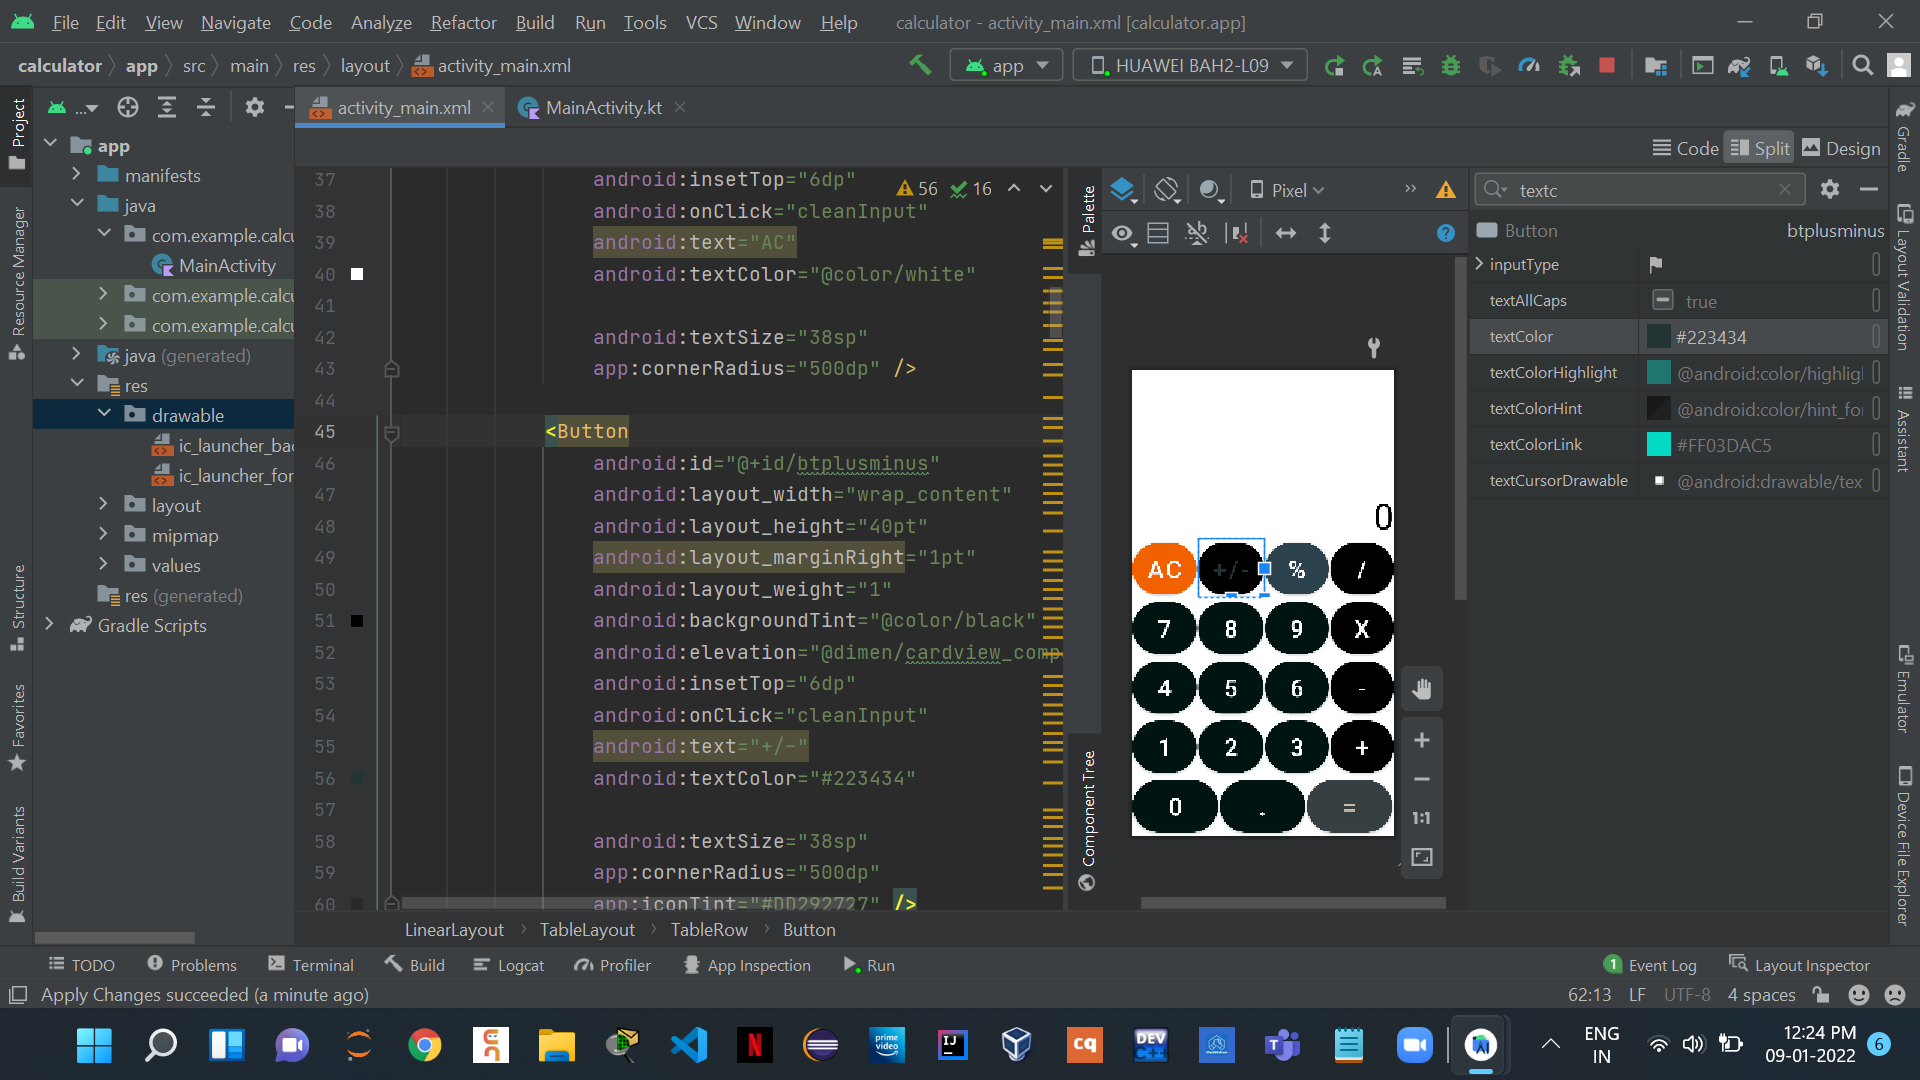 File Edit View Navigate Code Analyze Refactor Build Run Tools VCS Window Help calculator - activity_main.xml [calculator.app]
calculator app src main res layout activity_main.xml app HUAWEI BAH2-L09
... activity_main.xml MainActivity.kt
Code Split Design
Project
Resource Manager
Structure
Favorites
Build Variants
app
manifests
java
com.example.calcu
MainActivity
com.example.calcu
com.example.calcu
java (generated)
res
drawable
ic_launcher_bac
ic_launcher_for
layout
mipmap
values
res (generated)
Gradle Scripts
56 16
37 android:insetTop="6dp"
38 android:onClick="cleanInput"
39 android:text="AC"
40 android:textColor="@color/white"
41
42 android:textSize="38sp"
43 app:cornerRadius="500dp" />
44
45 <Button
46 android:id="@+id/btplusminus"
47 android:layout_width="wrap_content"
48 android:layout_height="40pt"
49 android:layout_marginRight="1pt"
50 android:layout_weight="1"
51 android:backgroundTint="@color/black"
52 android:elevation="@dimen/cardview_comp
53 android:insetTop="6dp"
54 android:onClick="cleanInput"
55 android:text="+/-"
56 android:textColor="#223434"
57
58 android:textSize="38sp"
59 app:cornerRadius="500dp"
60 app:iconTint="#DD292727" />
LinearLayout TableLayout TableRow Button
Palette
Component Tree
Pixel
0
AC +/- % /
7 8 9 X
4 5 6 -
1 2 3 +
0 . =
1:1
textc
Button btplusminus
inputType
textAllCaps true
textColor #223434
textColorHighlight @android:color/highlig
textColorHint @android:color/hint_for
textColorLink #FF03DAC5
textCursorDrawable @android:drawable/tex
Gradle
Layout Validation
Assistant
Emulator
Device File Explorer
TODO Problems Terminal Build Logcat Profiler App Inspection Run 1 Event Log Layout Inspector
Apply Changes succeeded (a minute ago) 62:13 LF UTF-8 4 spaces
prime video
N
IJ
cq
DEV C++
AI
ENG
IN
12:24 PM
09-01-2022
6